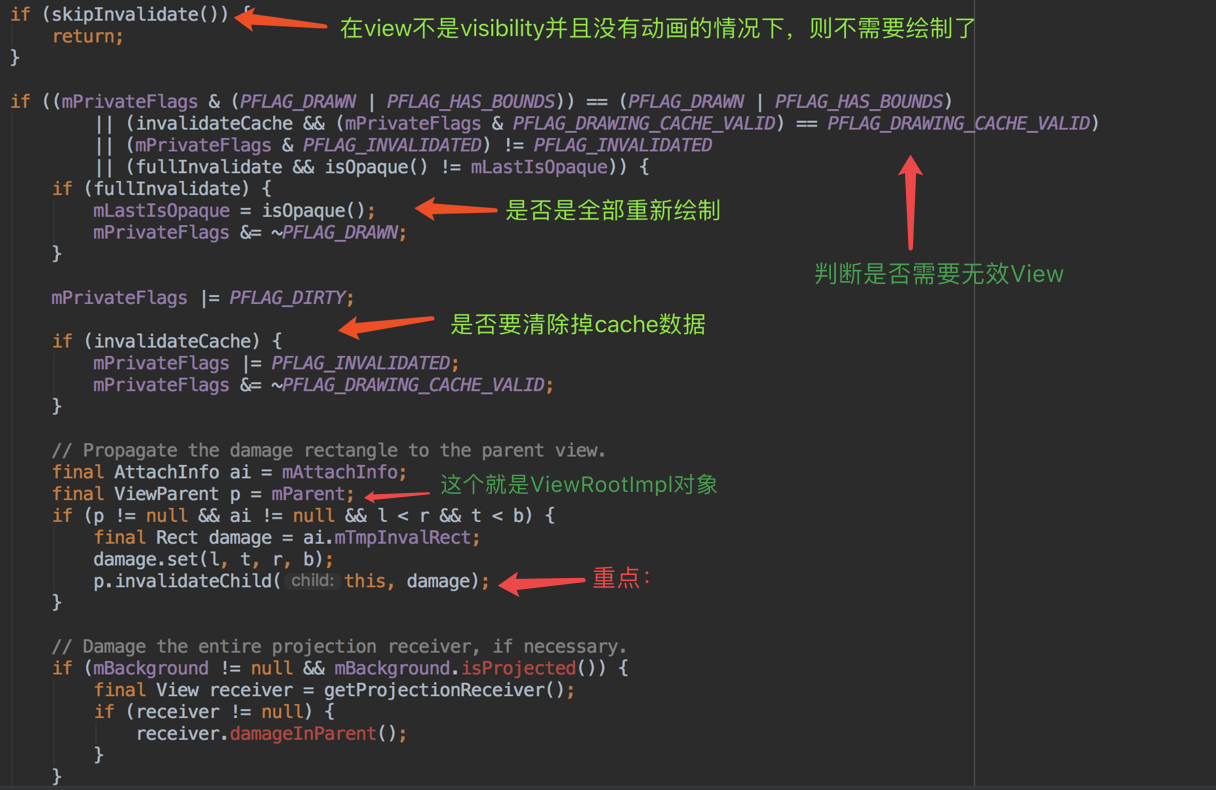 if (skipInvalidate()) {
在view不是visibility并且没有动画的情况下，则不需要绘制了
return;
}
if ((mPrivateFlags & (PFLAG_DRAWN | PFLAG_HAS_BOUNDS)) == (PFLAG_DRAWN | PFLAG_HAS_BOUNDS)
|| (invalidateCache && (mPrivateFlags & PFLAG_DRAWING_CACHE_VALID) == PFLAG_DRAWING_CACHE_VALID)
|| (mPrivateFlags & PFLAG_INVALIDATED) != PFLAG_INVALIDATED
|| (fullInvalidate && isOpaque() != mLastIsOpaque)) {
if (fullInvalidate) {
mLastIsOpaque = isOpaque();
是否是全部重新绘制
mPrivateFlags &= ~PFLAG_DRAWN;
}
判断是否需要无效View
mPrivateFlags |= PFLAG_DIRTY;
是否要清除掉cache数据
if (invalidateCache) {
mPrivateFlags |= PFLAG_INVALIDATED;
mPrivateFlags &= ~PFLAG_DRAWING_CACHE_VALID;
}
// Propagate the damage rectangle to the parent view.
final AttachInfo ai = mAttachInfo;
final ViewParent p = mParent;
这个就是ViewRootImpl对象
if (p != null && ai != null && l < r && t < b) {
final Rect damage = ai.mTmpInvalRect;
damage.set(l, t, r, b);
p.invalidateChild( child: this, damage);
重点：
}
// Damage the entire projection receiver, if necessary.
if (mBackground != null && mBackground.isProjected()) {
final View receiver = getProjectionReceiver();
if (receiver != null) {
receiver.damageInParent();
}
}